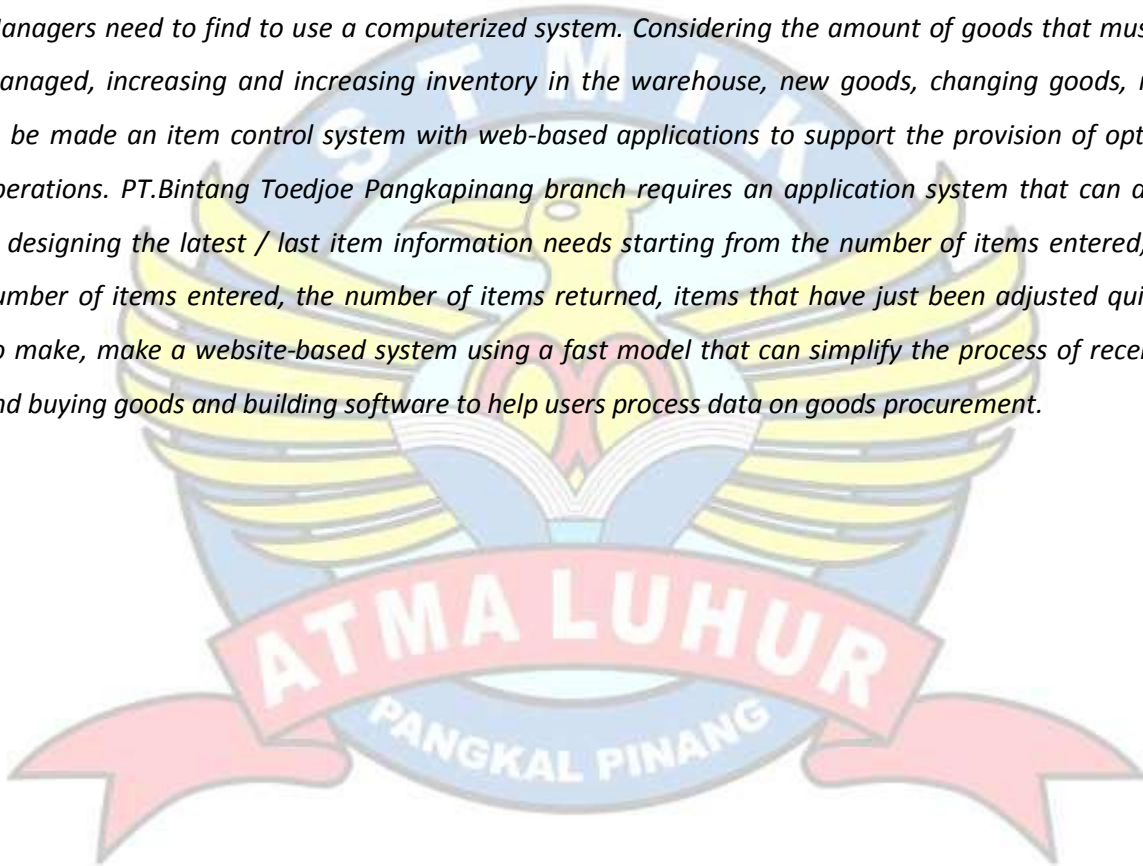 anagers need to find to use a computerized system. Considering the amount of goods that mus
anaged, increasing and increasing inventory in the warehouse, new goods, changing goods,
be made an item control system with web-based applications to support the provision of opt
perations. PT.Bintang Toedjoe Pangkapinang branch requires an application system that can
designing the latest / last item information needs starting from the number of items entered,
umber of items entered, the number of items returned, items that have just been adjusted qui
o make, make a website-based system using a fast model that can simplify the process of rece
nd buying goods and building software to help users process data on goods procurement.
STMIK
ATMA LUHUR
PANGKAL PINANG